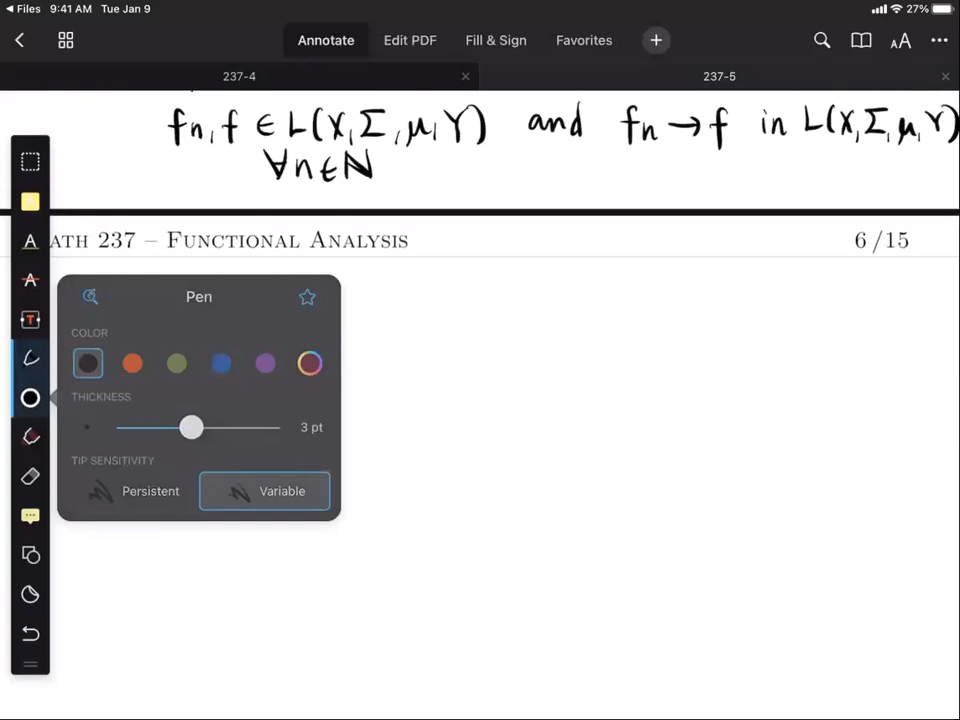 Files 9:41 AM Tue Jan 9 27%
Annotate Edit PDF Fill & Sign Favorites
237-4 237-5
fn, f ∈ L(X, Σ, μ, Y) and fn → f in L(X, Σ, μ, Y)
∀n∈ℕ
ATH 237 – FUNCTIONAL ANALYSIS 6 /15
Pen
COLOR
THICKNESS
3 pt
TIP SENSITIVITY
Persistent Variable